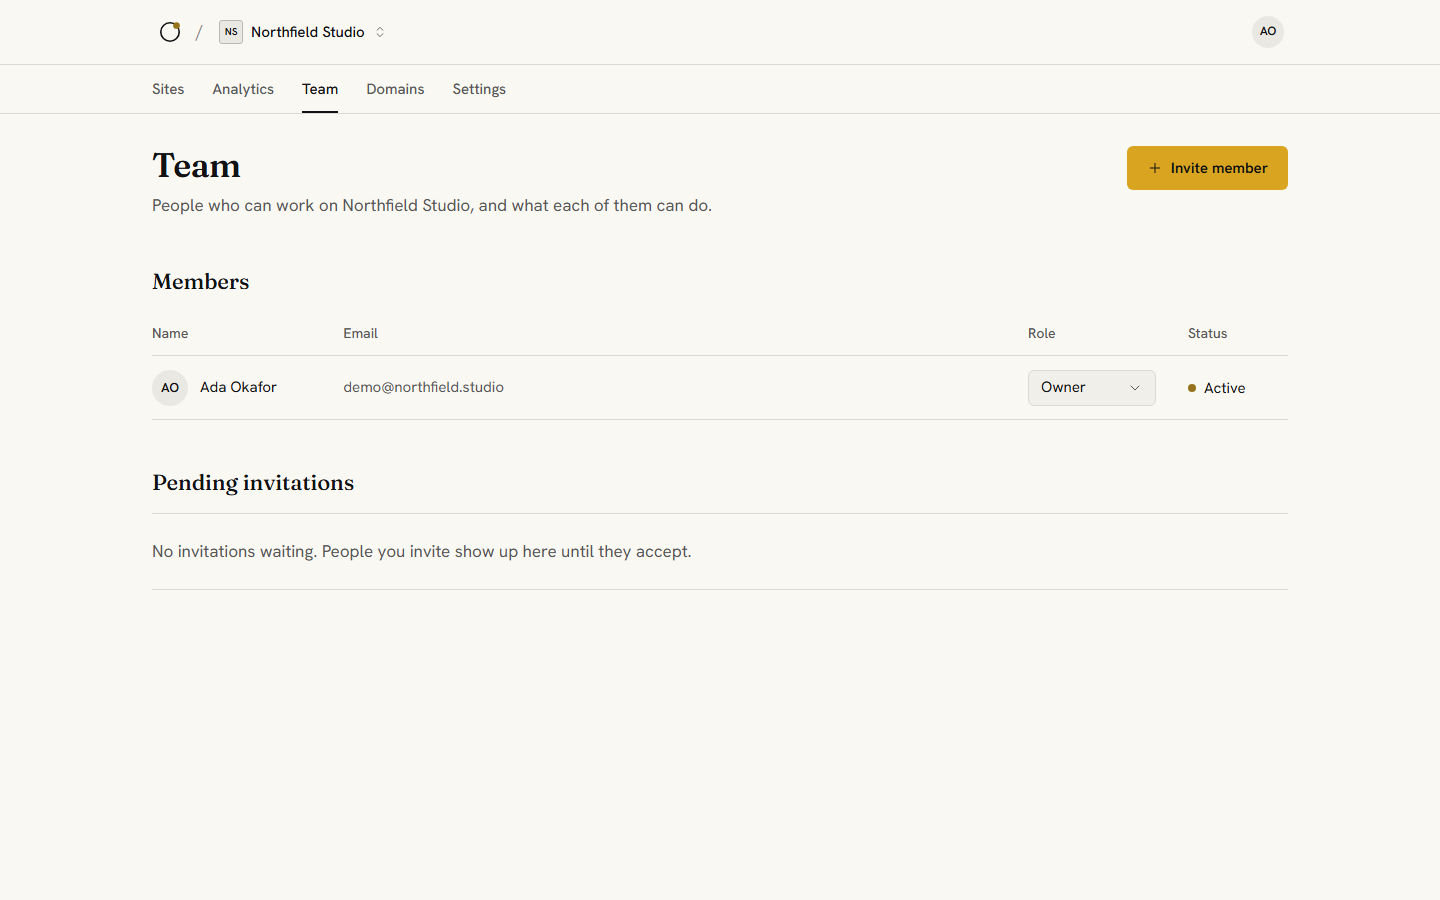 / NS Northfield Studio AO
Sites Analytics Team Domains Settings
Team
+ Invite member
People who can work on Northfield Studio, and what each of them can do.
Members
Name Email Role Status
AO Ada Okafor demo@northfield.studio Owner Active
Pending invitations
No invitations waiting. People you invite show up here until they accept.